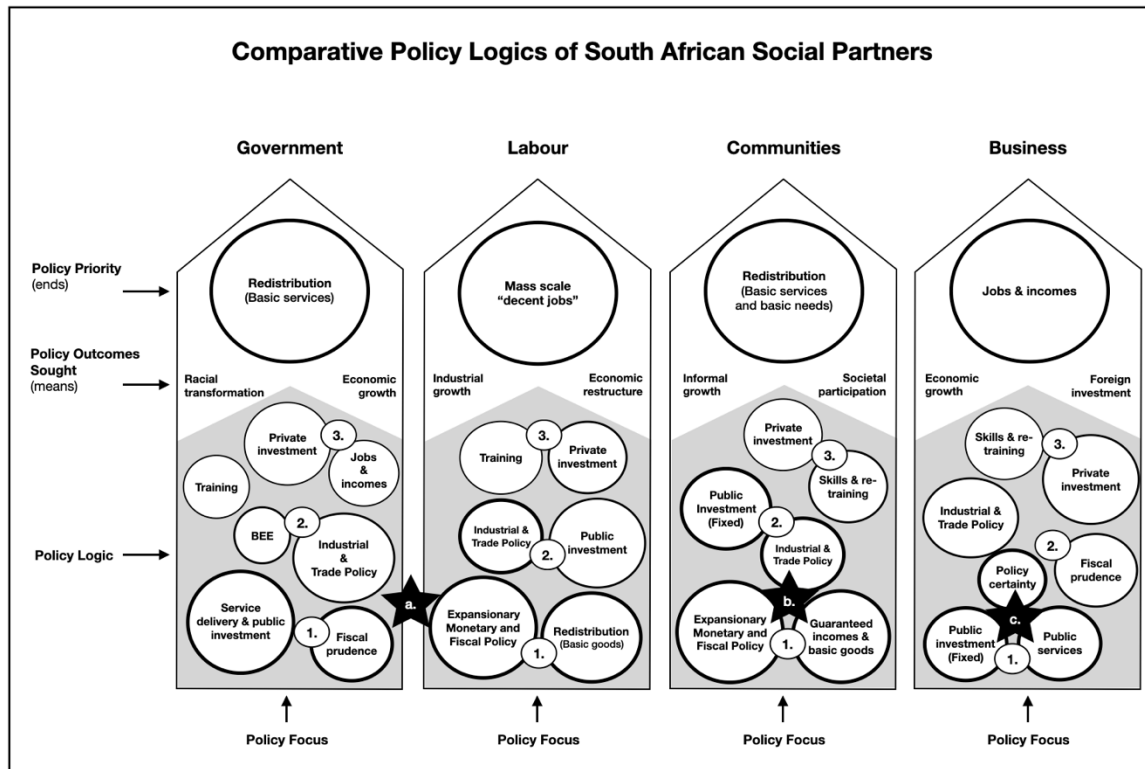 Comparative Policy Logics of South African Social Partners
Government
Labour
Communities
Business
Policy Priority
(ends)
Redistribution
(Basic services)
Mass scale
“decent jobs”
Redistribution
(Basic services
and basic needs)
Jobs & incomes
Policy Outcomes
Sought
(means)
Racial
transformation
Economic
growth
Industrial
growth
Economic
restructure
Informal
growth
Societal
participation
Economic
growth
Foreign
investment
Policy Logic
Private
investment
3.
Jobs
&
incomes
Training
BEE
2.
Industrial
&
Trade Policy
Service
delivery & public
investment
1.
Fiscal
prudence
a.
Training
3.
Private
investment
Industrial &
Trade Policy
2.
Public
investment
Expansionary
Monetary and
Fiscal Policy
1.
Redistribution
(Basic goods)
Private
investment
3.
Skills & re-
training
Public
Investment
(Fixed)
2.
Industrial &
Trade Policy
b.
Expansionary
Monetary and
Fiscal Policy
1.
Guaranteed
incomes &
basic goods
Skills & re-
training
3.
Private
investment
Industrial &
Trade Policy
2.
Fiscal
prudence
Policy
certainty
c.
Public
investment
(Fixed)
1.
Public
services
Policy Focus
Policy Focus
Policy Focus
Policy Focus